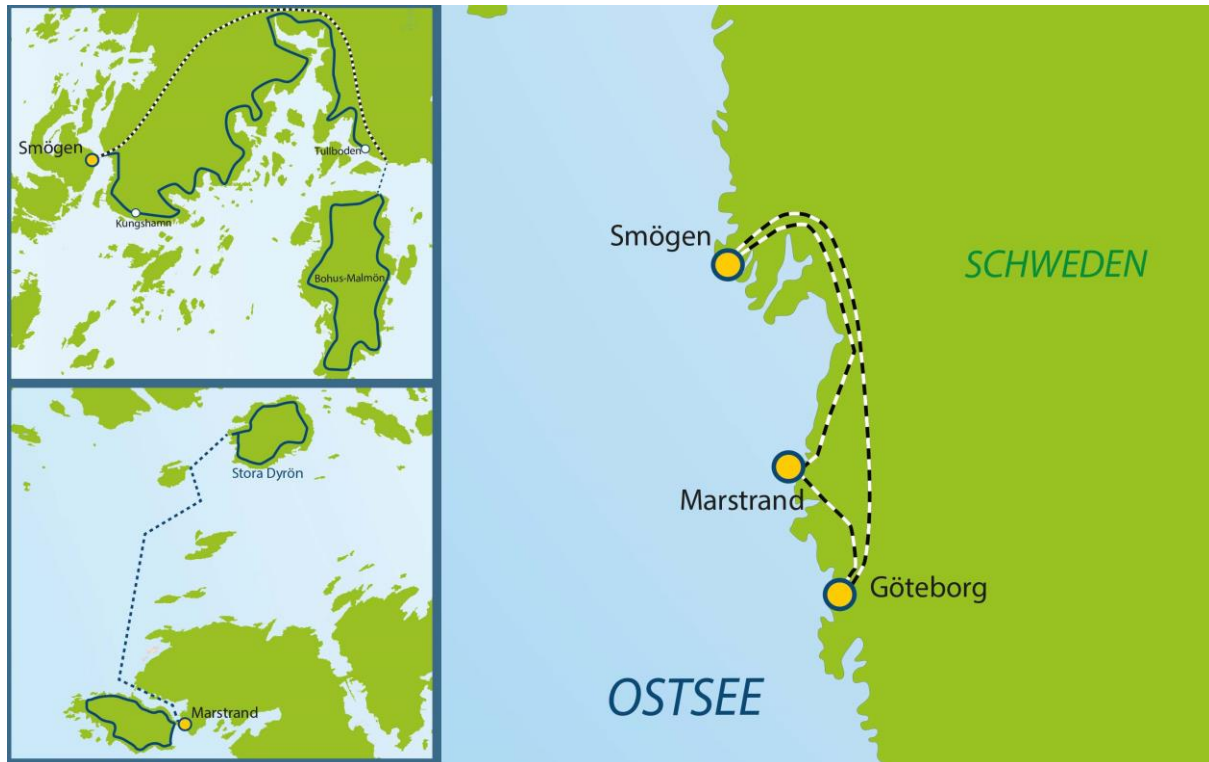 Smögen
Tullboden
Kungshamn
Bohus-Malmön
Stora Dyrön
Marstrand
Smögen
SCHWEDEN
Marstrand
Göteborg
OSTSEE